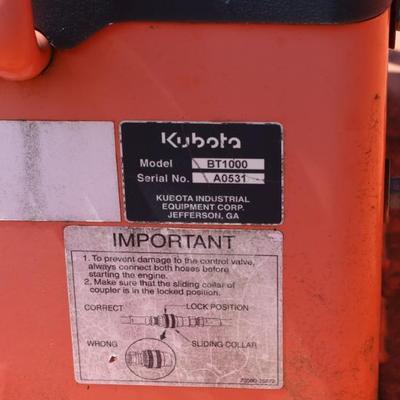 Kubota
Model BT1000
Serial No. A0531
KUBOTA INDUSTRIAL
EQUIPMENT CORP.
JEFFERSON, GA
IMPORTANT
1. To prevent damage to the control valve,
always connect both hoses before
starting the engine.
2. Make sure that the sliding collar of
coupler is in the locked position.
CORRECT LOCK POSITION
WRONG SLIDING COLLAR